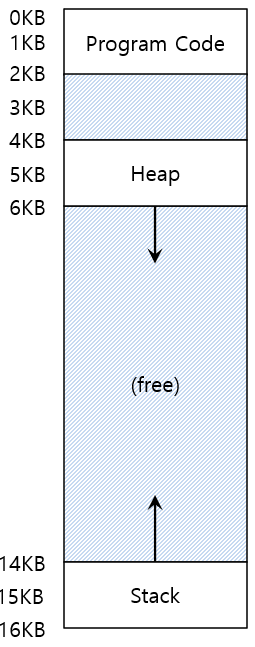 0KB
1KB
Program Code
2KB
3KB
4KB
5KB
Heap
6KB
(free)
14KB
15KB
Stack
16KB